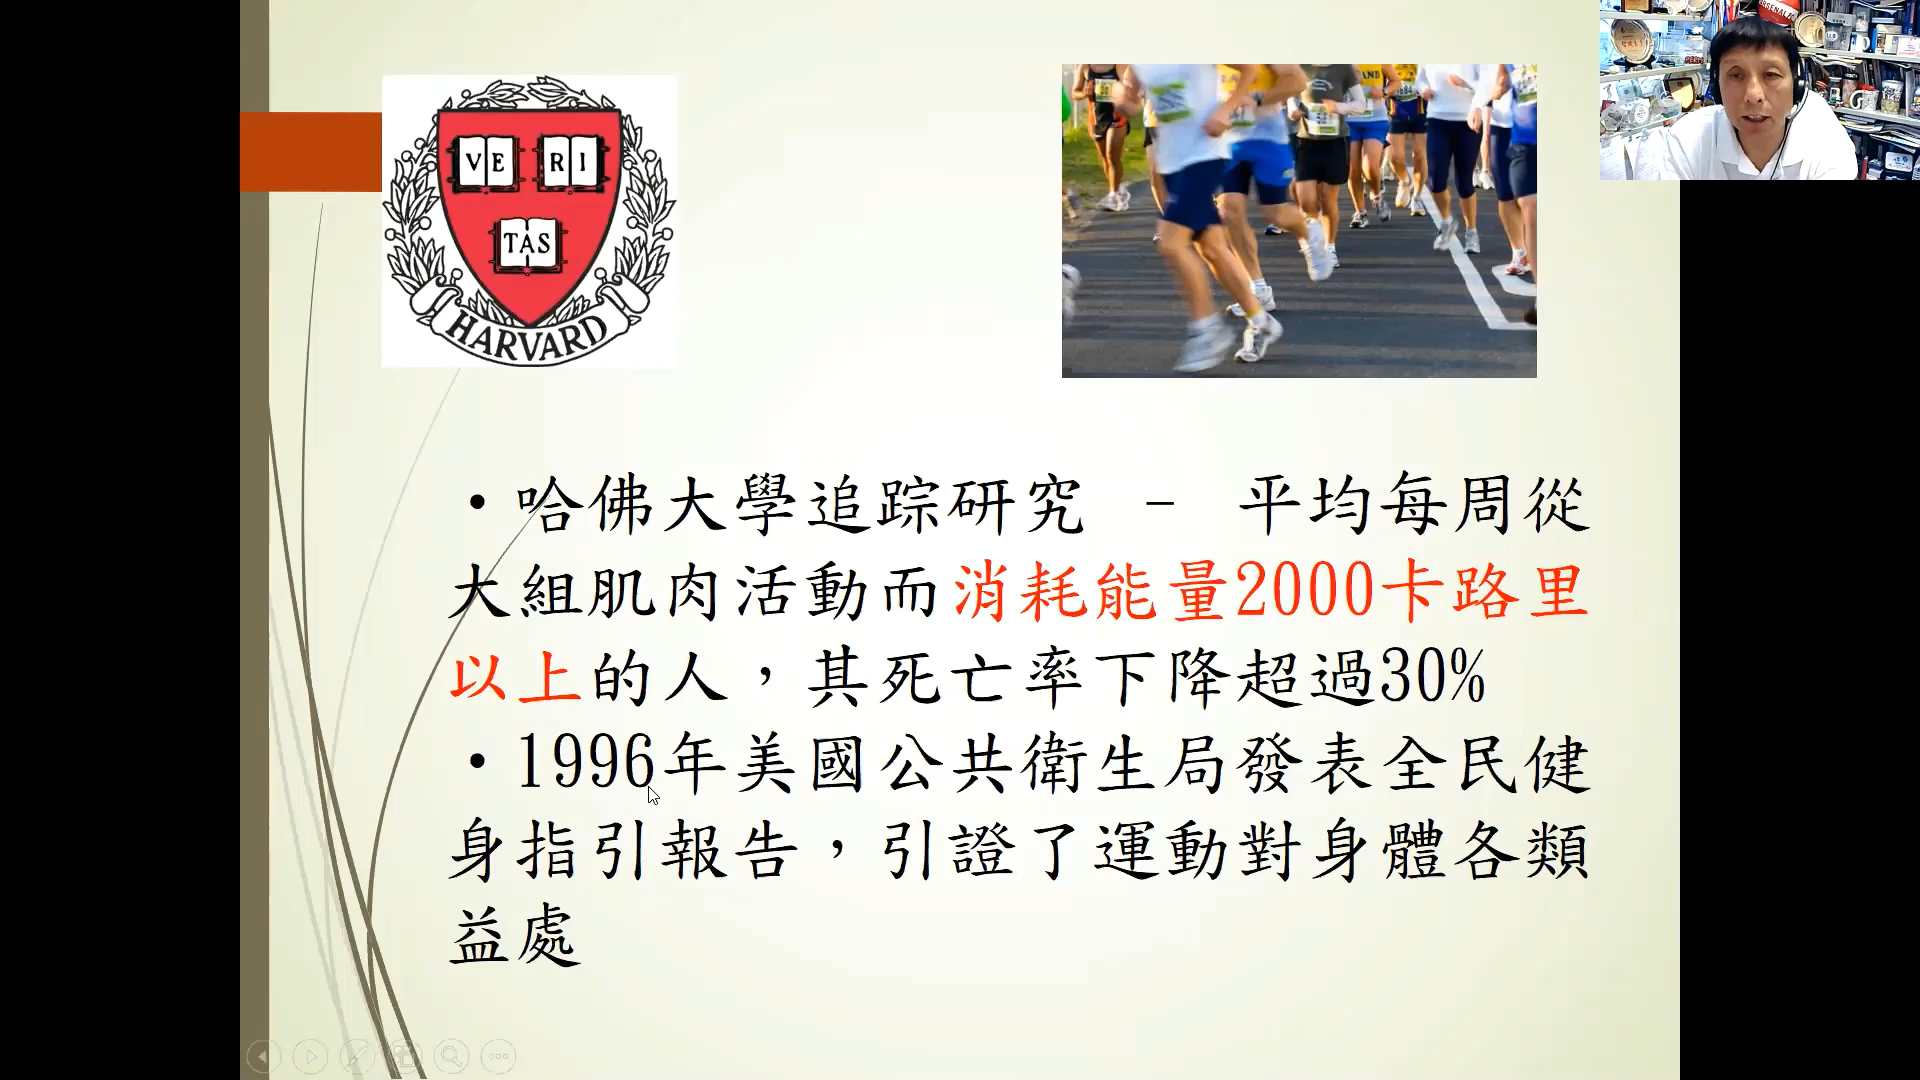 VE RI
TAS
HARVARD
•哈佛大學追踪研究 - 平均每周從
大組肌肉活動而消耗能量2000卡路里
以上的人，其死亡率下降超過30%
•1996年美國公共衛生局發表全民健
身指引報告，引證了運動對身體各類
益處